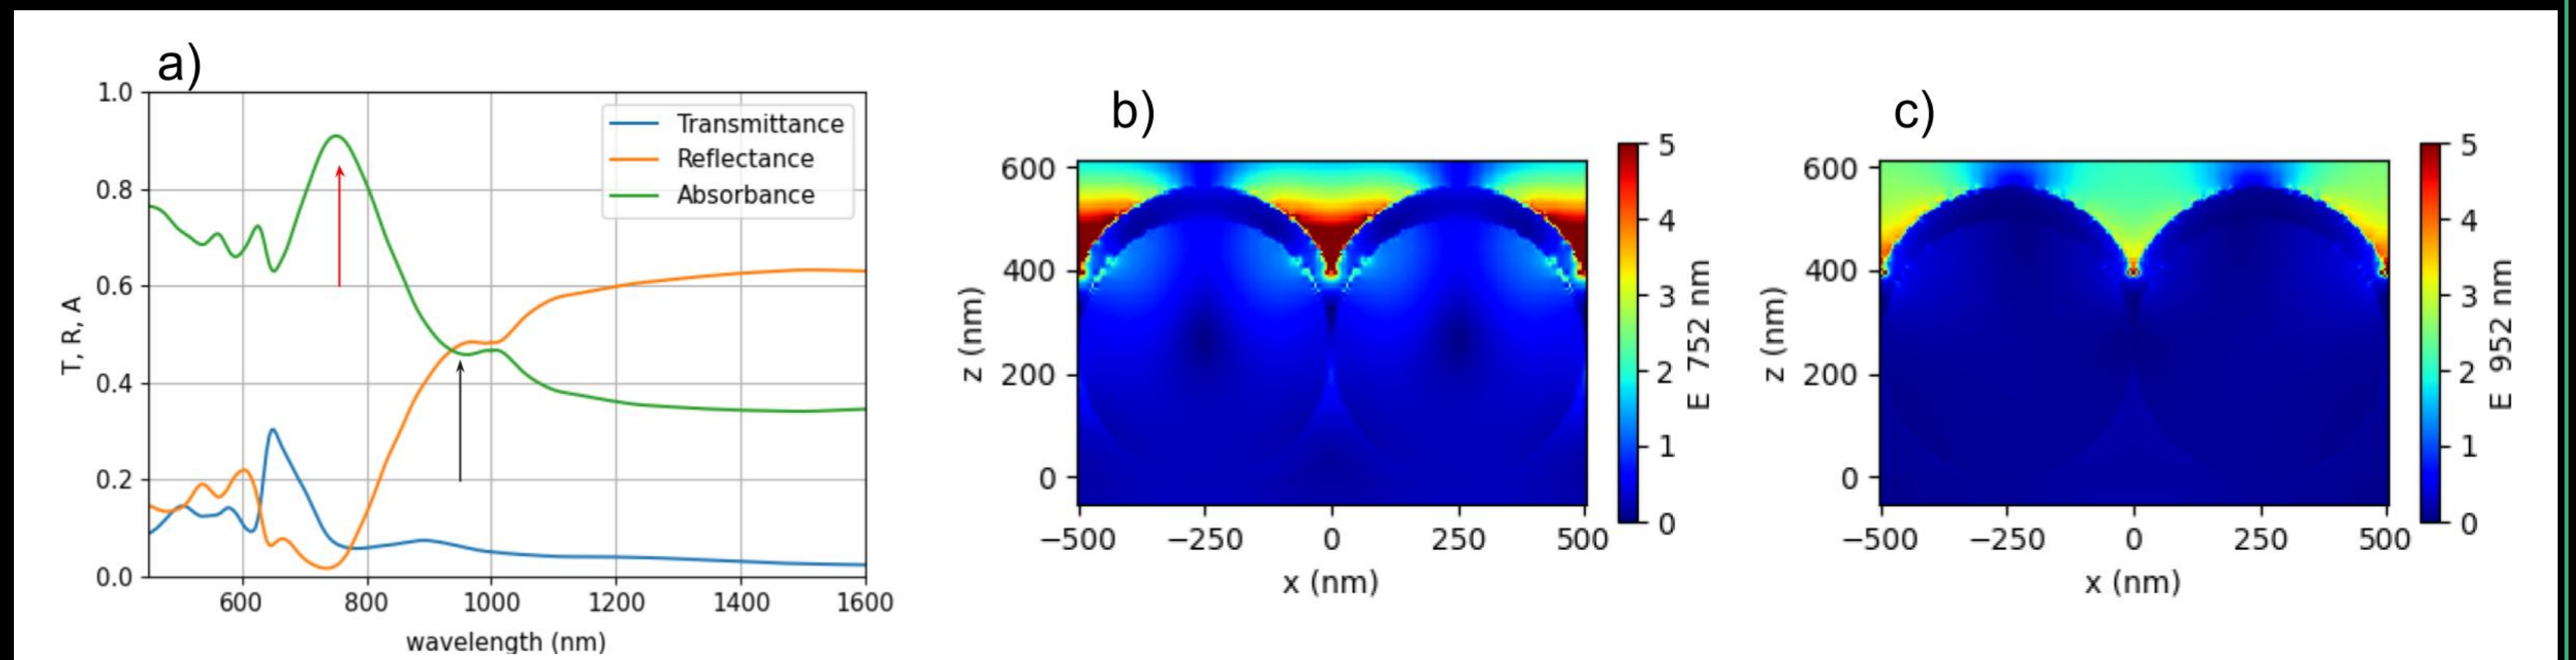 a)
1.0
0.8
0.6
0.4
0.2
0.0
T, R, A
600 800 1000 1200 1400 1600
wavelength (nm)
Transmittance
Reflectance
Absorbance
b)
600
400
200
0
z (nm)
−500 −250 0 250 500
x (nm)
5
4
3
2
1
0
E 752 nm
c)
600
400
200
0
z (nm)
−500 −250 0 250 500
x (nm)
5
4
3
2
1
0
E 952 nm